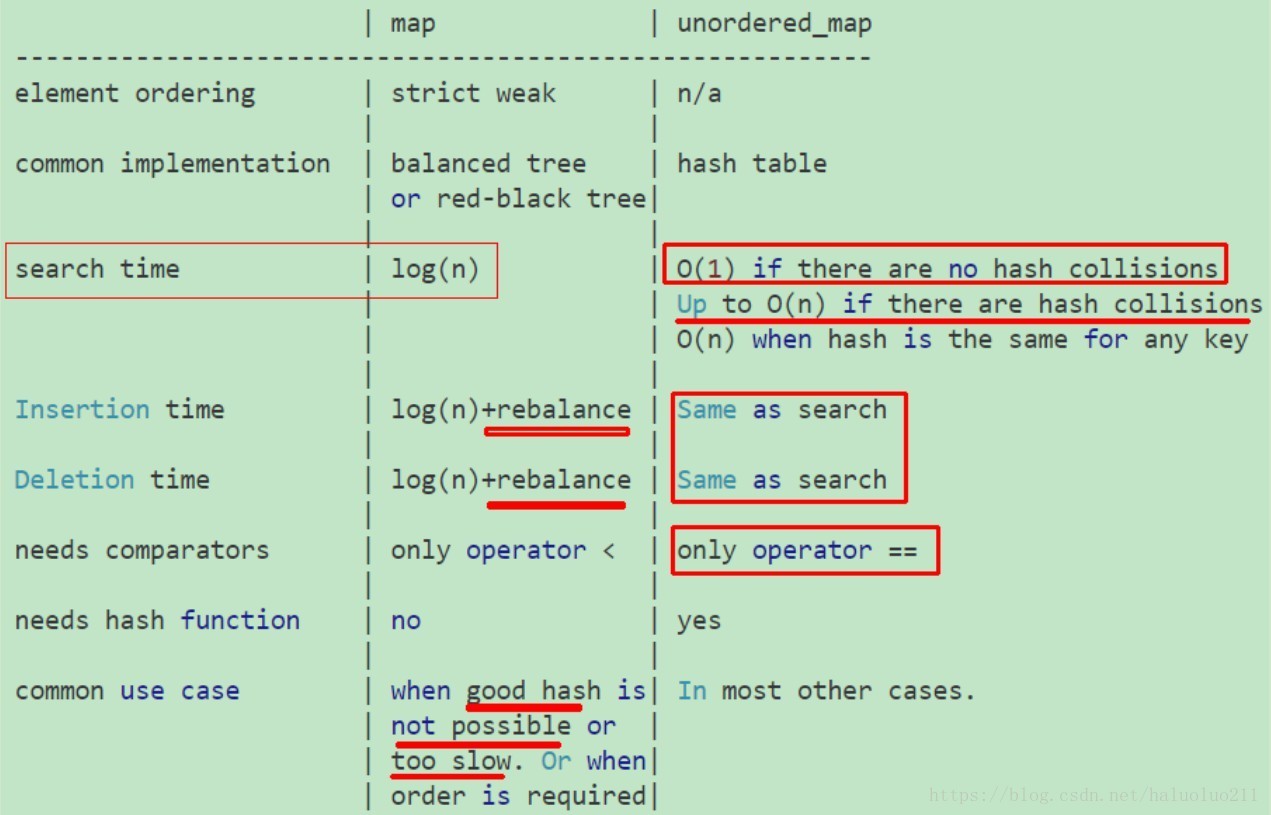 | map | unordered_map
---------------------------------------------------------
element ordering | strict weak | n/a
| |
common implementation | balanced tree | hash table
| or red-black tree|
| |
search time | log(n) | O(1) if there are no hash collisions
| | Up to O(n) if there are hash collisions
| | O(n) when hash is the same for any key
| |
Insertion time | log(n)+rebalance | Same as search
| |
Deletion time | log(n)+rebalance | Same as search
| |
needs comparators | only operator < | only operator ==
| |
needs hash function | no | yes
| |
common use case | when good hash is| In most other cases.
| not possible or |
| too slow. Or when|
| order is required|
https://blog.csdn.net/haluoluo211